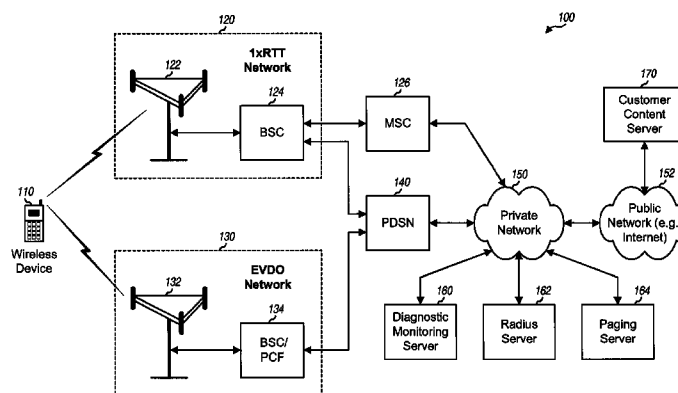 100
120
1xRTT
Network
122
124
BSC
126
MSC
170
Customer
Content
Server
110
Wireless
Device
140
PDSN
150
Private
Network
152
Public
Network (e.g.
Internet)
130
EVDO
Network
132
134
BSC/
PCF
160
Diagnostic
Monitoring
Server
162
Radius
Server
164
Paging
Server